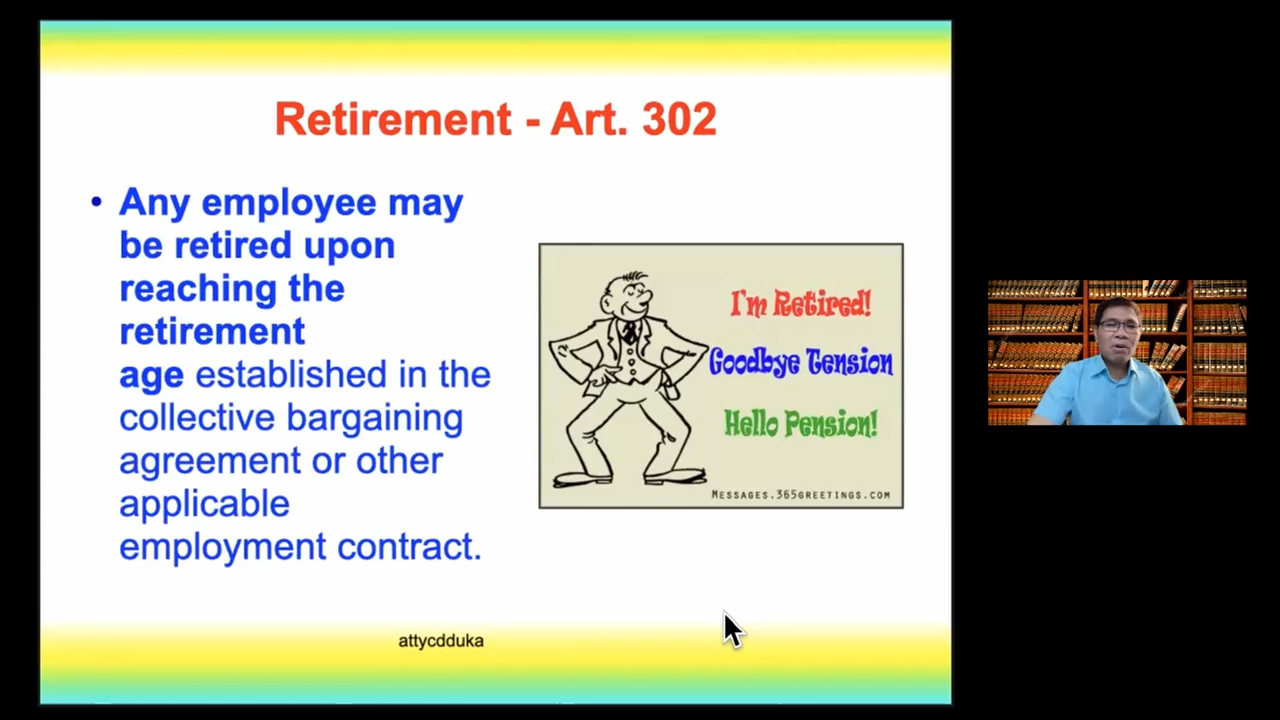 Retirement - Art. 302
• Any employee may
be retired upon
reaching the
retirement
age established in the
collective bargaining
agreement or other
applicable
employment contract.
I'm Retired!
Goodbye Tension
Hello Pension!
MESSAGES.365GREETINGS.COM
attycdduka